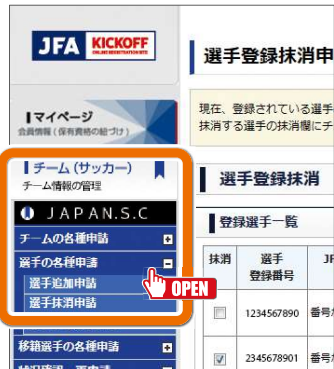 JFA KICKOFF
ONLINE REGISTRATION SITE
マイページ
会員情報(保有資格の紐づけ)
チーム(サッカー)
チーム情報の管理
JAPAN.S.C
チームの各種申請
選手の各種申請
選手追加申請
選手抹消申請
OPEN
移籍選手の各種申請
選手登録抹消申
現在、登録されている選手
抹消する選手の抹消欄にチ
選手登録抹消
登録選手一覧
抹消 選手 JF
登録番号
1234567890 番号
2345678901 番号